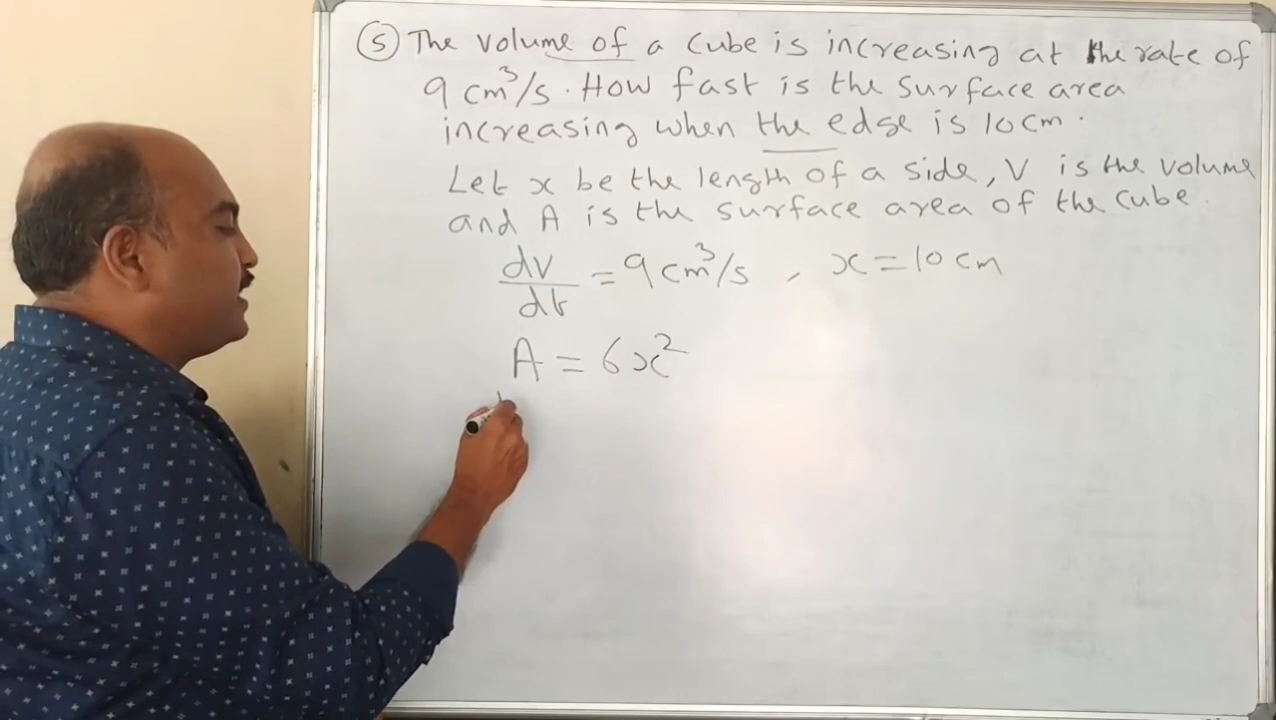 ⑤ The volume of a cube is increasing at the rate of
9 cm³/s. How fast is the surface area
increasing when the edge is 10cm.
Let x be the length of a side, V is the volume
and A is the surface area of the cube.
dV/dt = 9 cm³/s , x = 10 cm
A = 6x²